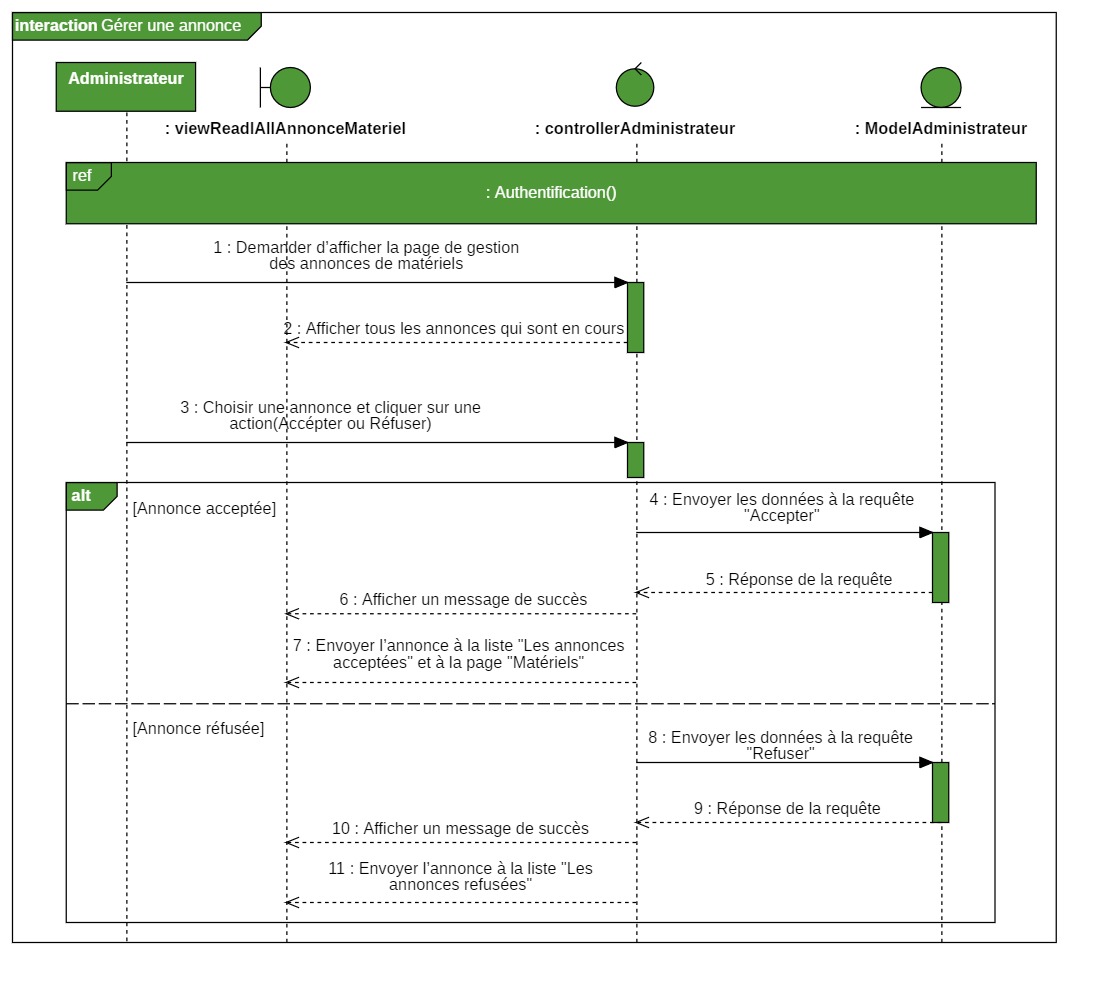 interaction Gérer une annonce
Administrateur
: viewReadlAllAnnonceMateriel
: controllerAdministrateur
: ModelAdministrateur
ref
: Authentification()
1 : Demander d'afficher la page de gestion
des annonces de matériels
2 : Afficher tous les annonces qui sont en cours
3 : Choisir une annonce et cliquer sur une
action(Accépter ou Réfuser)
alt
[Annonce acceptée]
4 : Envoyer les données à la requête
"Accepter"
5 : Réponse de la requête
6 : Afficher un message de succès
7 : Envoyer l'annonce à la liste "Les annonces
acceptées" et à la page "Matériels"
[Annonce réfusée]
8 : Envoyer les données à la requête
"Refuser"
9 : Réponse de la requête
10 : Afficher un message de succès
11 : Envoyer l'annonce à la liste "Les
annonces refusées"